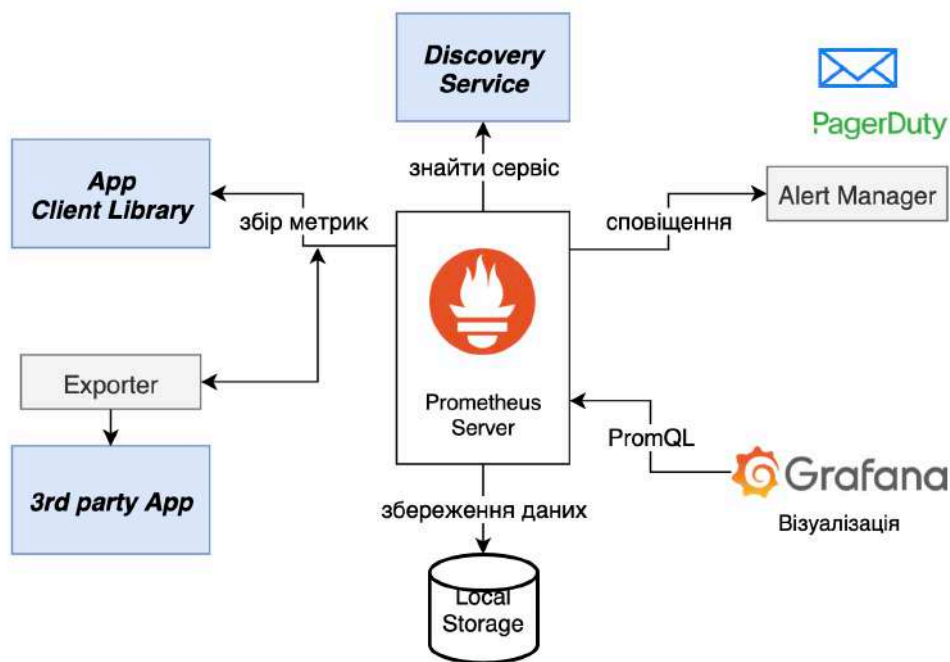 Discovery
Service
PagerDuty
знайти сервіс
App
Client Library
збір метрик
сповіщення
Alert Manager
Exporter
Prometheus
Server
3rd party App
PromQL
Grafana
Візуалізація
збереження даних
Local
Storage